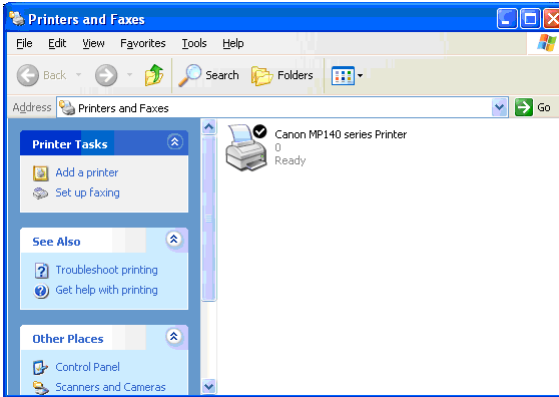 Printers and Faxes
File Edit View Favorites Tools Help
Back Search Folders
Address Printers and Faxes Go
Printer Tasks
Add a printer
Set up faxing
See Also
Troubleshoot printing
Get help with printing
Other Places
Control Panel
Scanners and Cameras
Canon MP140 series Printer
0
Ready